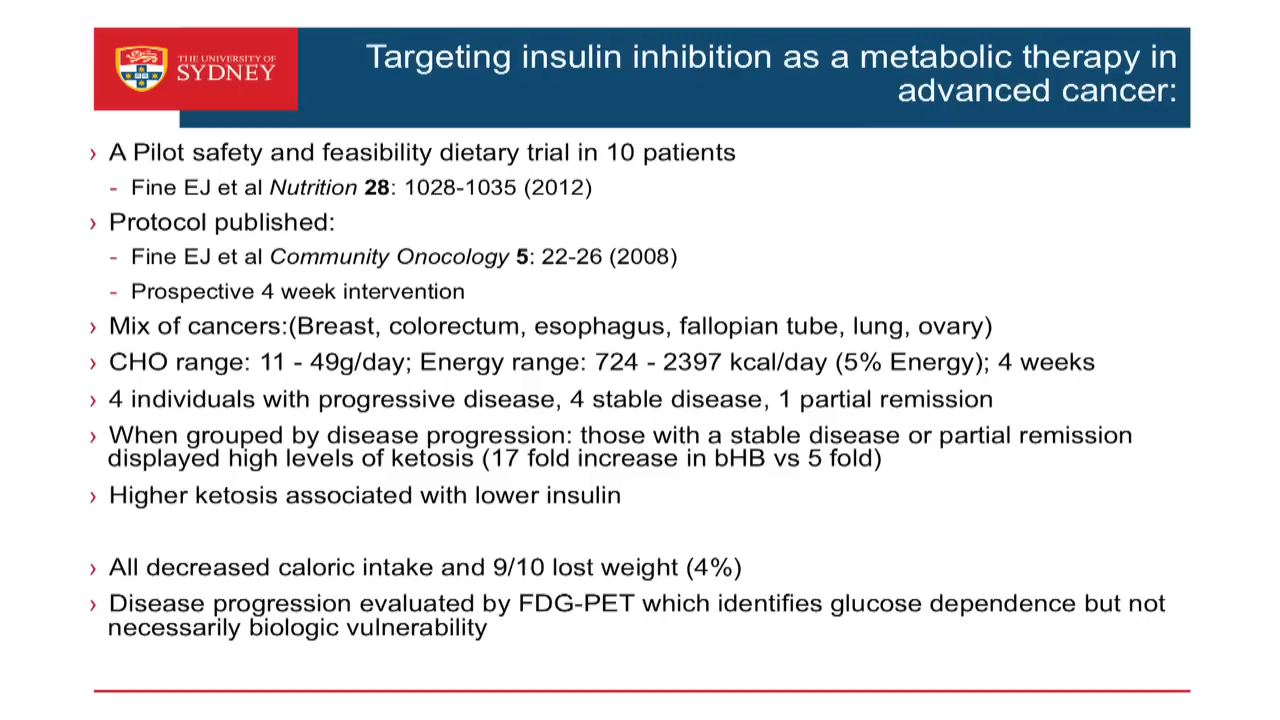 THE UNIVERSITY OF
SYDNEY
Targeting insulin inhibition as a metabolic therapy in
advanced cancer:
› A Pilot safety and feasibility dietary trial in 10 patients
- Fine EJ et al Nutrition 28: 1028-1035 (2012)
› Protocol published:
- Fine EJ et al Community Onocology 5: 22-26 (2008)
- Prospective 4 week intervention
› Mix of cancers:(Breast, colorectum, esophagus, fallopian tube, lung, ovary)
› CHO range: 11 - 49g/day; Energy range: 724 - 2397 kcal/day (5% Energy); 4 weeks
› 4 individuals with progressive disease, 4 stable disease, 1 partial remission
› When grouped by disease progression: those with a stable disease or partial remission
displayed high levels of ketosis (17 fold increase in bHB vs 5 fold)
› Higher ketosis associated with lower insulin
› All decreased caloric intake and 9/10 lost weight (4%)
› Disease progression evaluated by FDG-PET which identifies glucose dependence but not
necessarily biologic vulnerability